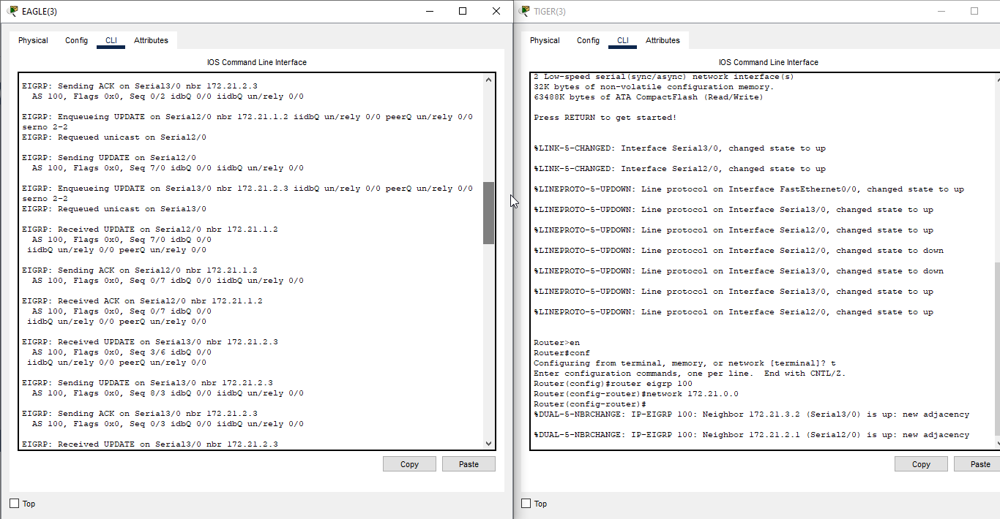 EAGLE(3)
Physical Config CLI Attributes
IOS Command Line Interface
EIGRP: Sending ACK on Serial3/0 nbr 172.21.2.3
AS 100, Flags 0x0, Seq 0/2 idbQ 0/0 iidbQ un/rely 0/0
EIGRP: Enqueueing UPDATE on Serial2/0 nbr 172.21.1.2 iidbQ un/rely 0/0 peerQ un/rely 0/0
serno 2-2
EIGRP: Requeued unicast on Serial2/0
EIGRP: Sending UPDATE on Serial2/0
AS 100, Flags 0x0, Seq 7/0 idbQ 0/0 iidbQ un/rely 0/0
EIGRP: Enqueueing UPDATE on Serial3/0 nbr 172.21.2.3 iidbQ un/rely 0/0 peerQ un/rely 0/0
serno 2-2
EIGRP: Requeued unicast on Serial3/0
EIGRP: Received UPDATE on Serial2/0 nbr 172.21.1.2
AS 100, Flags 0x0, Seq 7/0 idbQ 0/0
iidbQ un/rely 0/0 peerQ un/rely 0/0
EIGRP: Sending ACK on Serial2/0 nbr 172.21.1.2
AS 100, Flags 0x0, Seq 0/7 idbQ 0/0 iidbQ un/rely 0/0
EIGRP: Received ACK on Serial2/0 nbr 172.21.1.2
AS 100, Flags 0x0, Seq 0/7 idbQ 0/0
iidbQ un/rely 0/0 peerQ un/rely 0/0
EIGRP: Received UPDATE on Serial3/0 nbr 172.21.2.3
AS 100, Flags 0x0, Seq 3/6 idbQ 0/0
iidbQ un/rely 0/0 peerQ un/rely 0/0
EIGRP: Sending UPDATE on Serial3/0 nbr 172.21.2.3
AS 100, Flags 0x0, Seq 8/3 idbQ 0/0 iidbQ un/rely 0/0
EIGRP: Sending ACK on Serial3/0 nbr 172.21.2.3
AS 100, Flags 0x0, Seq 0/3 idbQ 0/0 iidbQ un/rely 0/0
EIGRP: Received UPDATE on Serial3/0 nbr 172.21.2.3
Copy Paste
Top
TIGER(3)
Physical Config CLI Attributes
IOS Command Line Interface
2 Low-speed serial(sync/async) network interface(s)
32K bytes of non-volatile configuration memory.
63488K bytes of ATA CompactFlash (Read/Write)
Press RETURN to get started!
%LINK-5-CHANGED: Interface Serial3/0, changed state to up
%LINK-5-CHANGED: Interface Serial2/0, changed state to up
%LINEPROTO-5-UPDOWN: Line protocol on Interface FastEthernet0/0, changed state to up
%LINEPROTO-5-UPDOWN: Line protocol on Interface Serial3/0, changed state to up
%LINEPROTO-5-UPDOWN: Line protocol on Interface Serial2/0, changed state to up
%LINEPROTO-5-UPDOWN: Line protocol on Interface Serial2/0, changed state to down
%LINEPROTO-5-UPDOWN: Line protocol on Interface Serial3/0, changed state to down
%LINEPROTO-5-UPDOWN: Line protocol on Interface Serial3/0, changed state to up
%LINEPROTO-5-UPDOWN: Line protocol on Interface Serial2/0, changed state to up
Router>en
Router#conf
Configuring from terminal, memory, or network [terminal]? t
Enter configuration commands, one per line.  End with CNTL/Z.
Router(config)#router eigrp 100
Router(config-router)#network 172.21.0.0
Router(config-router)#
%DUAL-5-NBRCHANGE: IP-EIGRP 100: Neighbor 172.21.3.2 (Serial3/0) is up: new adjacency
%DUAL-5-NBRCHANGE: IP-EIGRP 100: Neighbor 172.21.2.1 (Serial2/0) is up: new adjacency
Copy Paste
Top